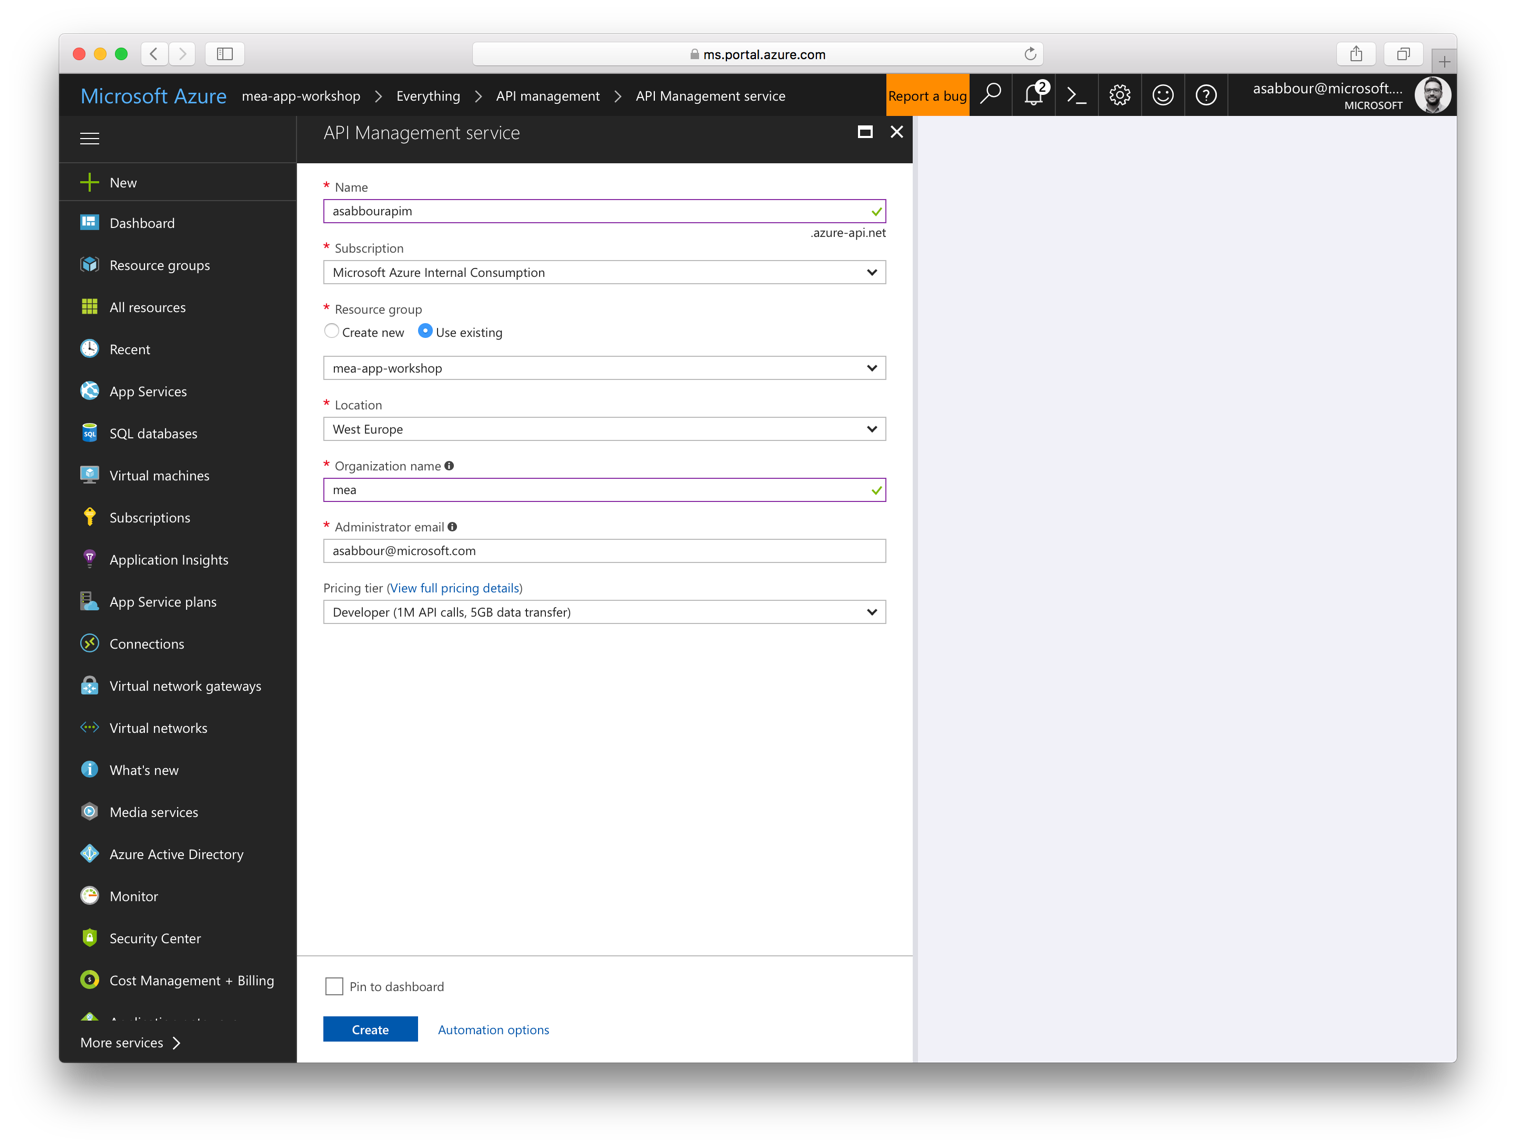 ms.portal.azure.com
Microsoft Azure mea-app-workshop > Everything > API management > API Management service
Report a bug
2
asabbour@microsoft....
MICROSOFT
API Management service
New
Dashboard
Resource groups
All resources
Recent
App Services
SQL databases
Virtual machines
Subscriptions
Application Insights
App Service plans
Connections
Virtual network gateways
Virtual networks
What's new
Media services
Azure Active Directory
Monitor
Security Center
Cost Management + Billing
More services >
* Name
asabbourapim
.azure-api.net
* Subscription
Microsoft Azure Internal Consumption
* Resource group
Create new Use existing
mea-app-workshop
* Location
West Europe
* Organization name
mea
* Administrator email
asabbour@microsoft.com
Pricing tier (View full pricing details)
Developer (1M API calls, 5GB data transfer)
Pin to dashboard
Create Automation options